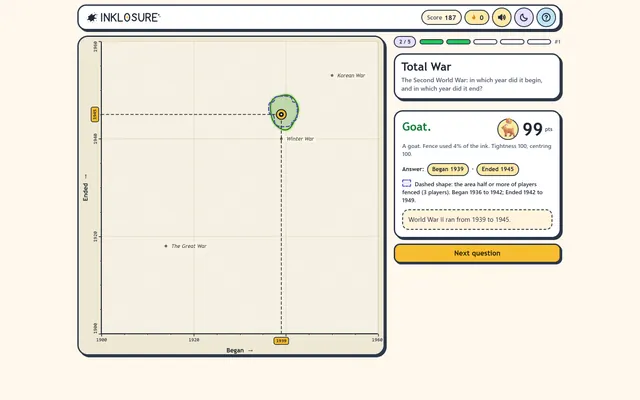 INKLOSURE
Score 187
0
2 / 5
F1
Total War
The Second World War: in which year did it begin,
and in which year did it end?
Goat.
99 pts
A goat. Fence used 4% of the ink. Tightness 100, centring
100.
Answer: Began 1939 · Ended 1945
Dashed shape: the area half or more of players
fenced (3 players). Began 1936 to 1942; Ended 1942 to
1949.
World War II ran from 1939 to 1945.
Next question
1960
Korean War
1945
1940
Winter War
Ended →
1920
The Great War
1900
1900
1920
1939
1960
Began →